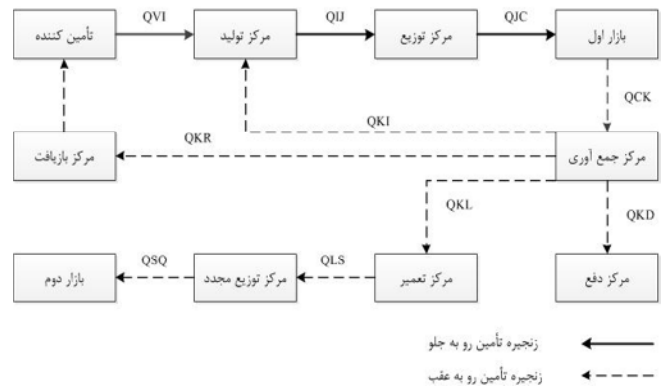 تأمین کننده
QVI
مرکز تولید
QIJ
مرکز توزیع
QJC
بازار اول
QCK
QKI
QKR
مرکز بازیافت
مرکز جمع آوری
QKL
QKD
بازار دوم
QSQ
مرکز توزیع مجدد
QLS
مرکز تعمیر
مرکز دفع
زنجیره تأمین رو به جلو
زنجیره تأمین رو به عقب